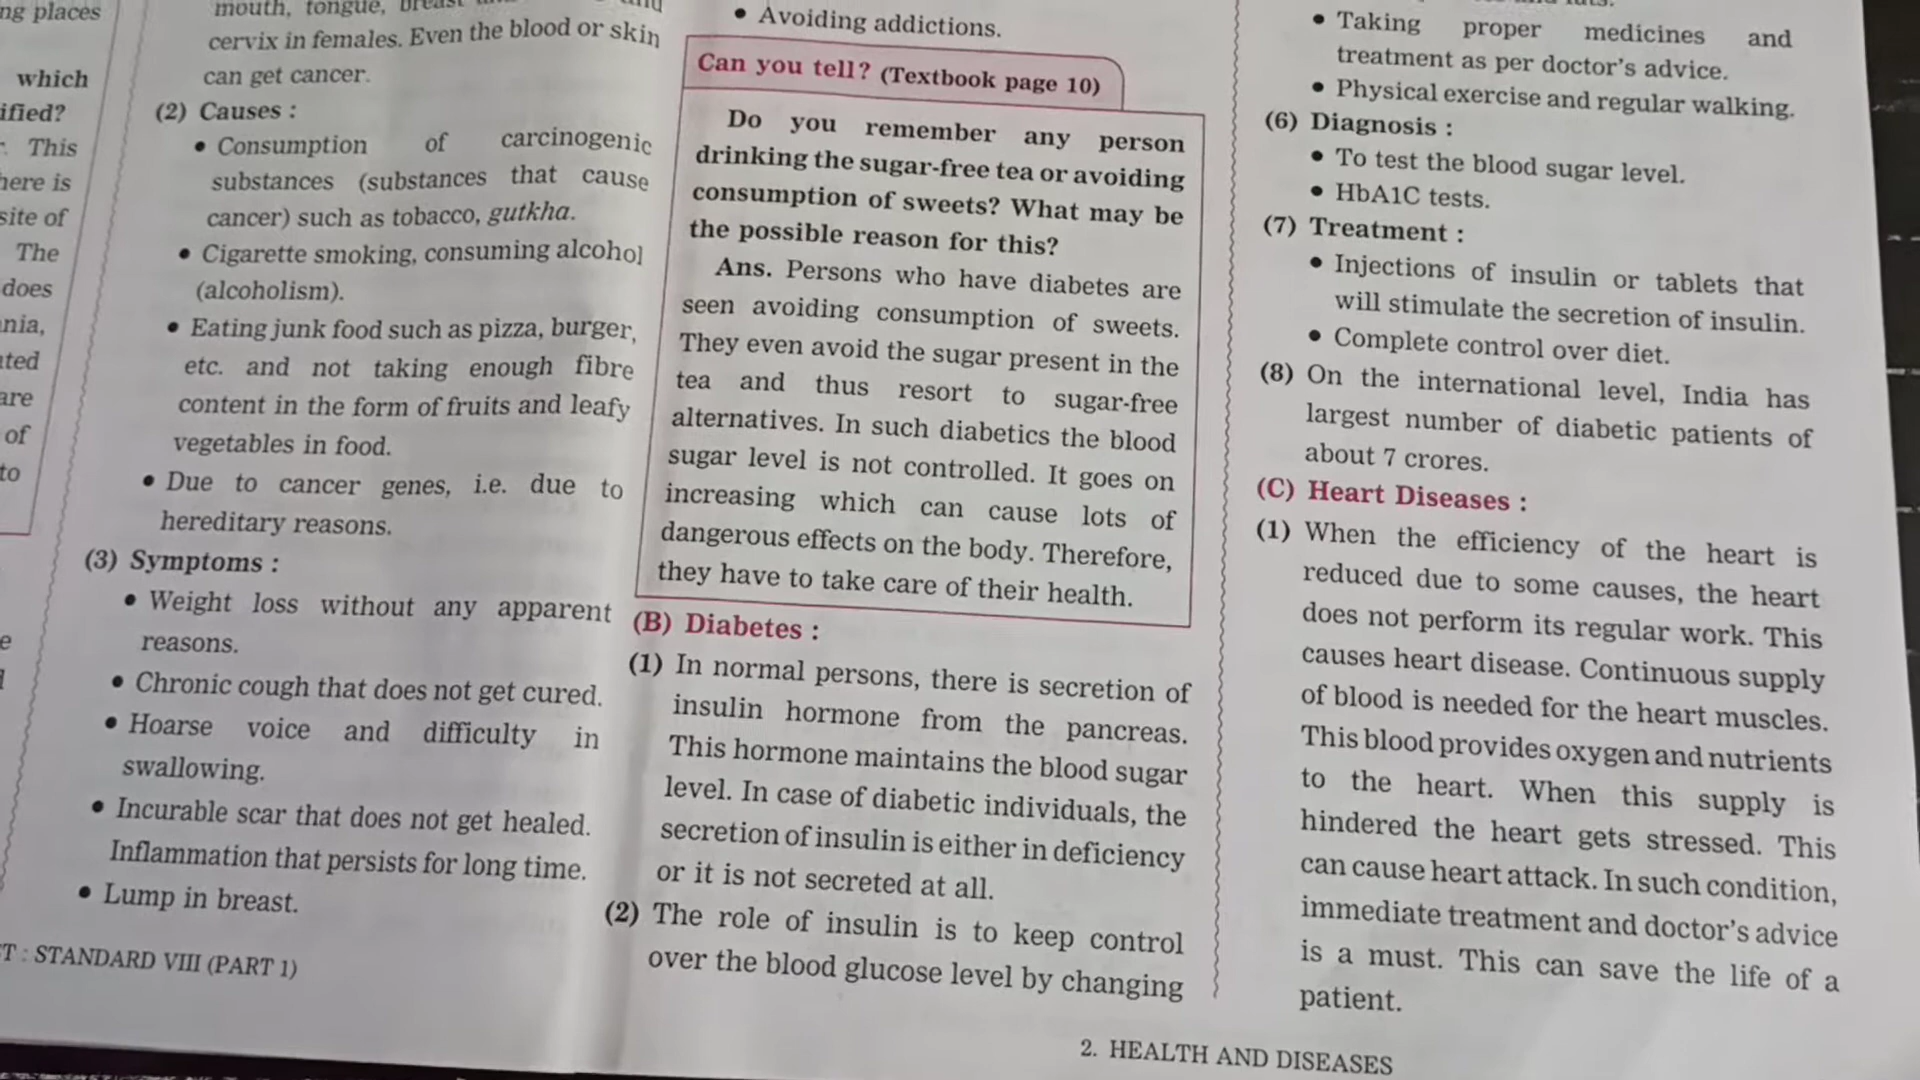 ng places
which
ified?
. This
here is
site of
The
does
nia,
ted
are
of
to
e
mouth, tongue,
cervix in females. Even the blood or skin
can get cancer.
(2) Causes :
• Consumption of carcinogenic
substances (substances that cause
cancer) such as tobacco, gutkha.
• Cigarette smoking, consuming alcohol
(alcoholism).
• Eating junk food such as pizza, burger,
etc. and not taking enough fibre
content in the form of fruits and leafy
vegetables in food.
• Due to cancer genes, i.e. due to
hereditary reasons.
(3) Symptoms :
• Weight loss without any apparent
reasons.
• Chronic cough that does not get cured.
• Hoarse voice and difficulty in
swallowing.
• Incurable scar that does not get healed.
Inflammation that persists for long time.
• Lump in breast.
T : STANDARD VIII (PART 1)
• Avoiding addictions.
Can you tell? (Textbook page 10)
Do you remember any person
drinking the sugar-free tea or avoiding
consumption of sweets? What may be
the possible reason for this?
Ans. Persons who have diabetes are
seen avoiding consumption of sweets.
They even avoid the sugar present in the
tea and thus resort to sugar-free
alternatives. In such diabetics the blood
sugar level is not controlled. It goes on
increasing which can cause lots of
dangerous effects on the body. Therefore,
they have to take care of their health.
(B) Diabetes :
(1) In normal persons, there is secretion of
insulin hormone from the pancreas.
This hormone maintains the blood sugar
level. In case of diabetic individuals, the
secretion of insulin is either in deficiency
or it is not secreted at all.
(2) The role of insulin is to keep control
over the blood glucose level by changing
• Taking proper medicines and
treatment as per doctor's advice.
• Physical exercise and regular walking.
(6) Diagnosis :
• To test the blood sugar level.
• HbA1C tests.
(7) Treatment :
• Injections of insulin or tablets that
will stimulate the secretion of insulin.
• Complete control over diet.
(8) On the international level, India has
largest number of diabetic patients of
about 7 crores.
(C) Heart Diseases :
(1) When the efficiency of the heart is
reduced due to some causes, the heart
does not perform its regular work. This
causes heart disease. Continuous supply
of blood is needed for the heart muscles.
This blood provides oxygen and nutrients
to the heart. When this supply is
hindered the heart gets stressed. This
can cause heart attack. In such condition,
immediate treatment and doctor's advice
is a must. This can save the life of a
patient.
2. HEALTH AND DISEASES